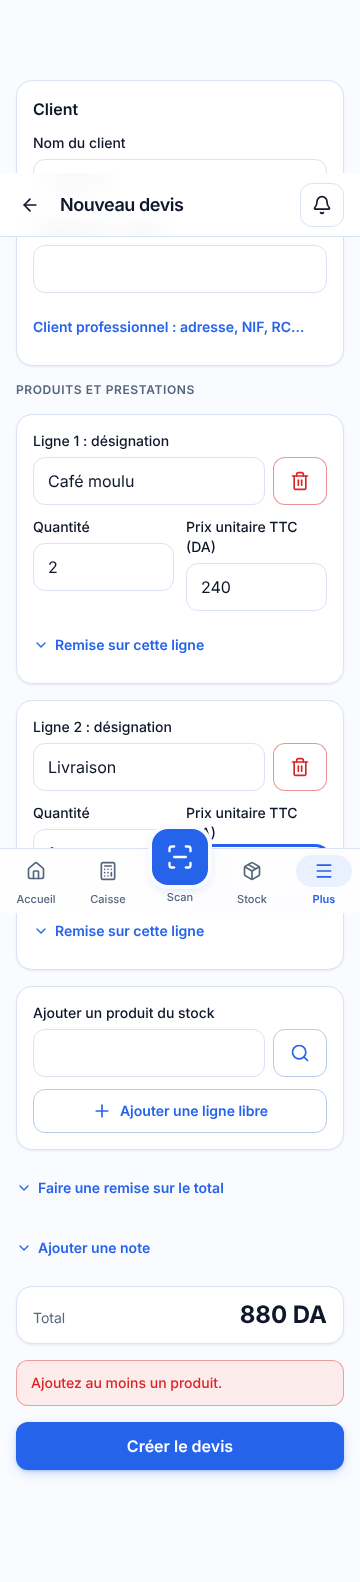 Client
Nom du client
Nouveau devis
Client professionnel : adresse, NIF, RC...
PRODUITS ET PRESTATIONS
Ligne 1 : désignation
Café moulu
Quantité
Prix unitaire TTC
(DA)
2
240
Remise sur cette ligne
Ligne 2 : désignation
Livraison
Quantité
Prix unitaire TTC
Accueil
Caisse
Scan
Stock
Plus
Remise sur cette ligne
Ajouter un produit du stock
Ajouter une ligne libre
Faire une remise sur le total
Ajouter une note
Total
880 DA
Ajoutez au moins un produit.
Créer le devis